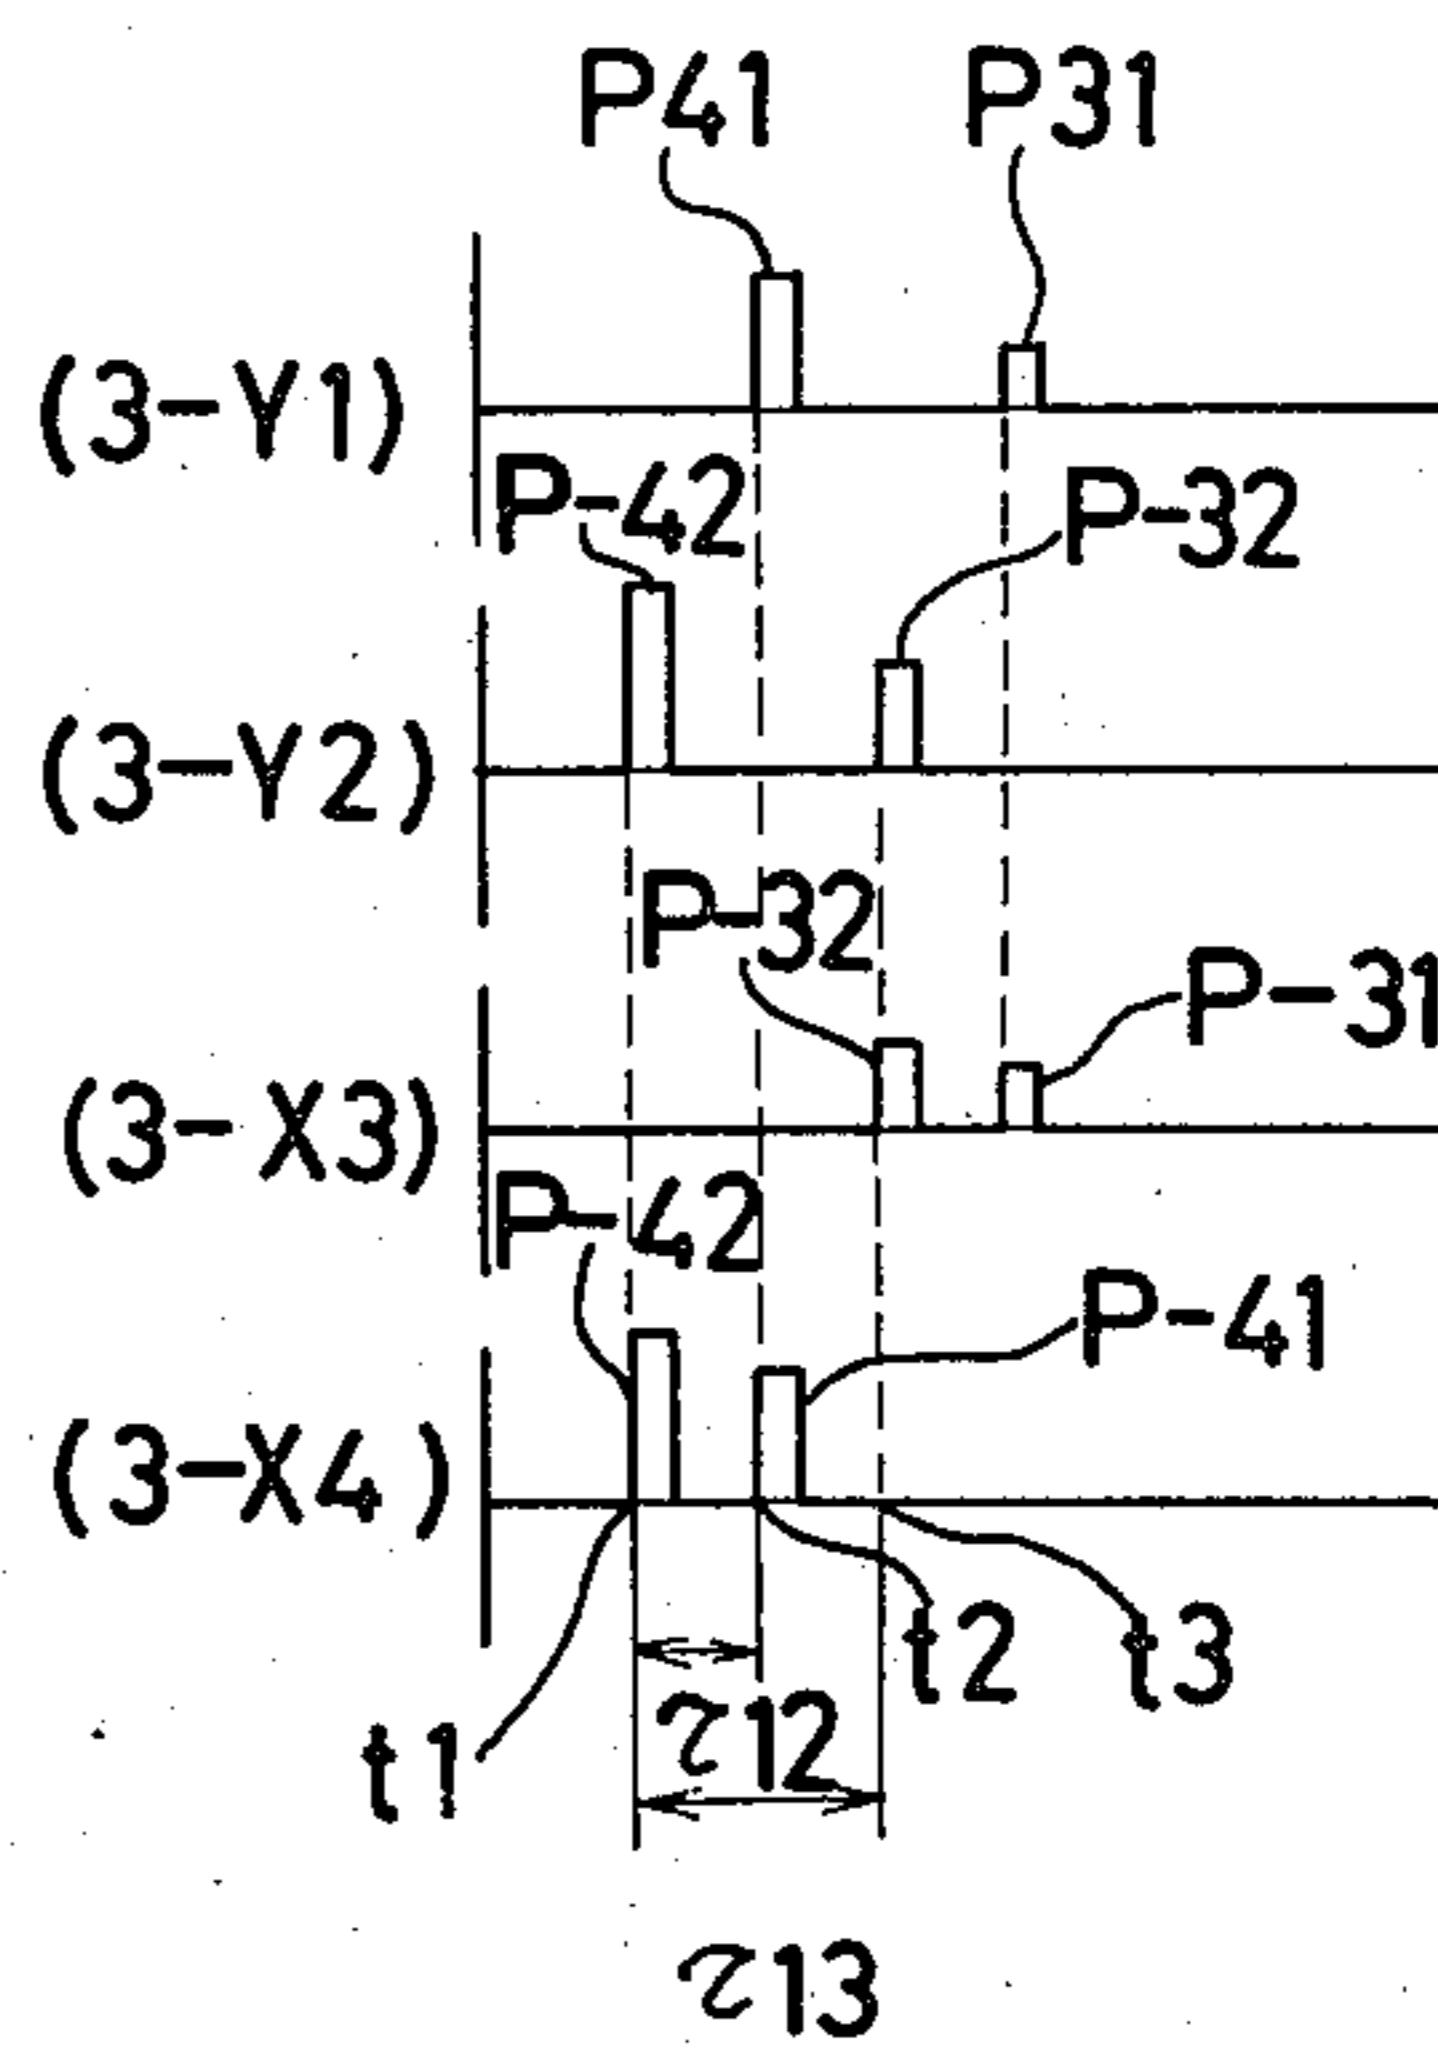 P41 P31
(3-Y1)
P-42 P-32
(3-Y2)
P-32 P-31
(3-X3)
P-42 P-41
(3-X4)
t1 t2 t3
τ12
τ13